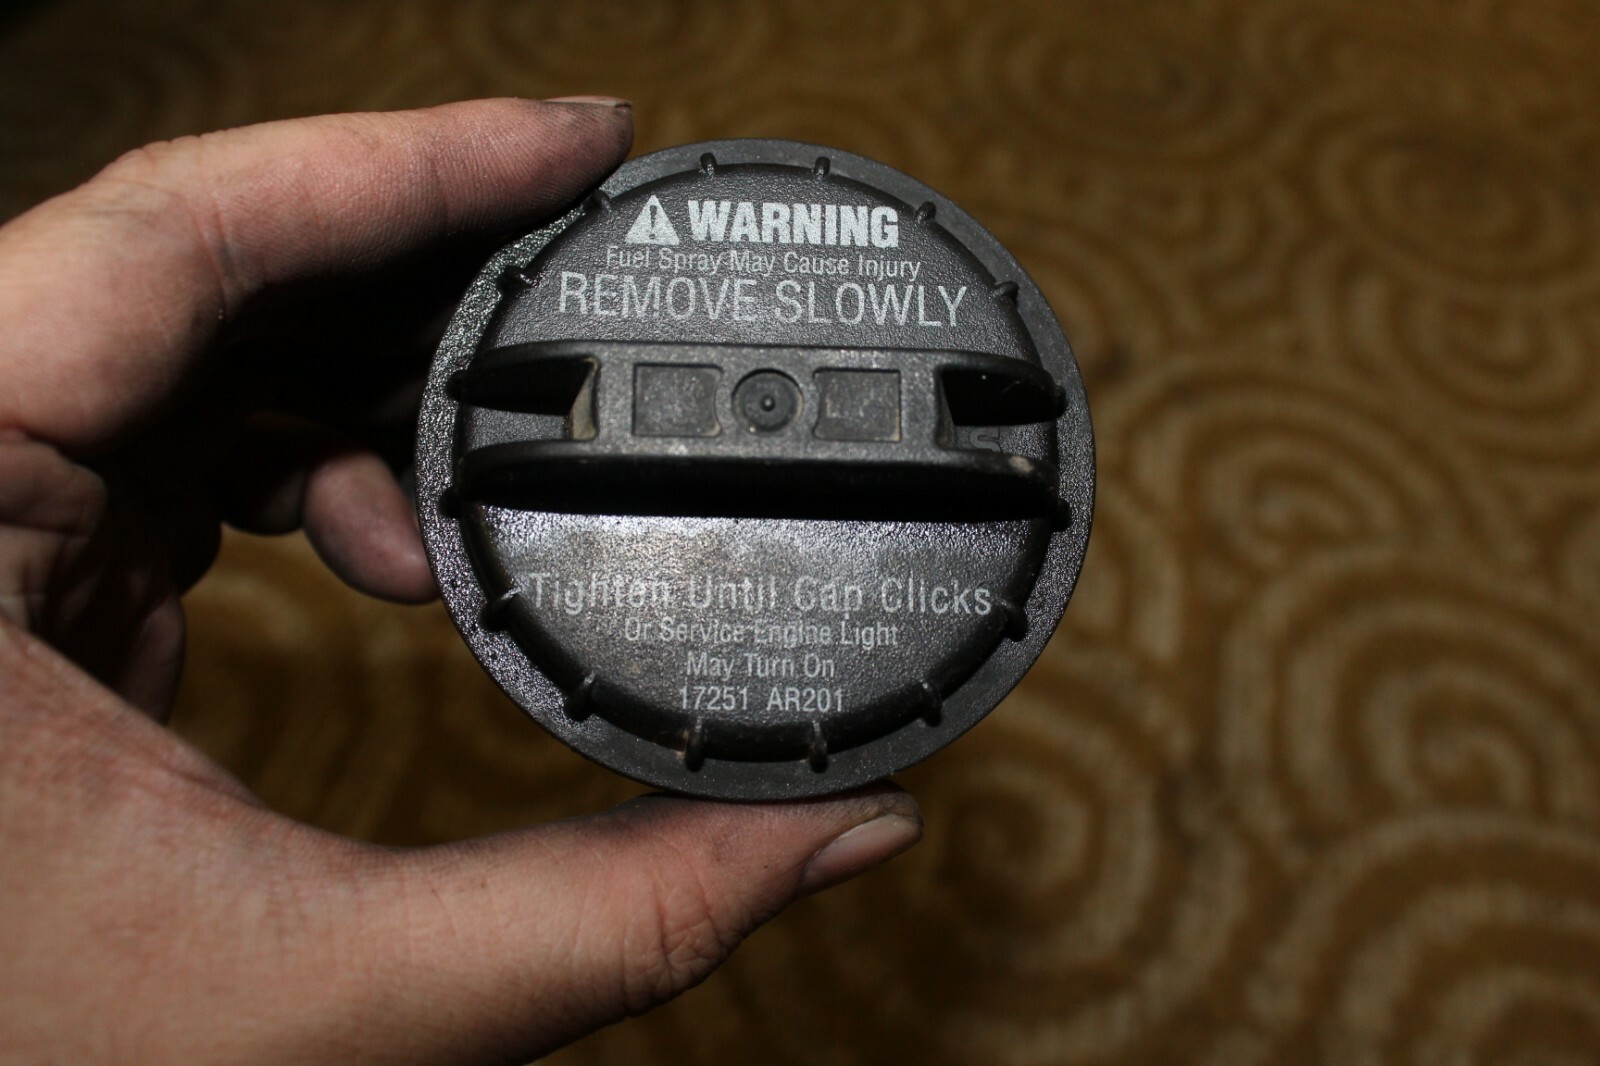 WARNING
Fuel Spray May Cause Injury
REMOVE SLOWLY
S
Tighten Until Cap Clicks
Or Service Engine Light
May Turn On
17251 AR201